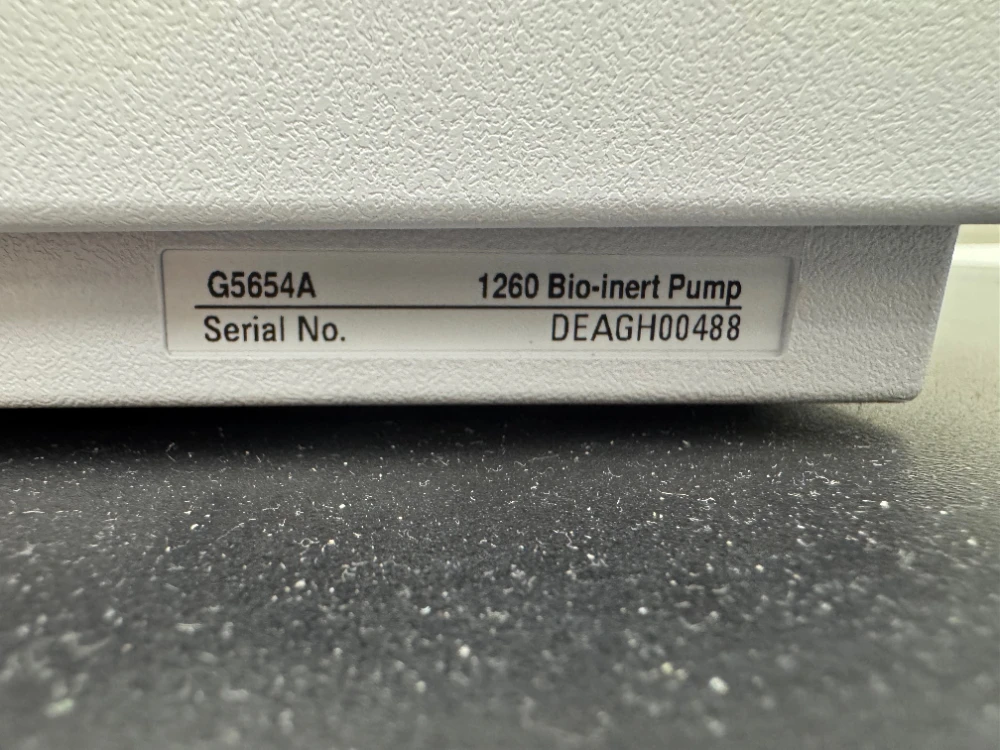 G5654A 1260 Bio-inert Pump
Serial No. DEAGH00488